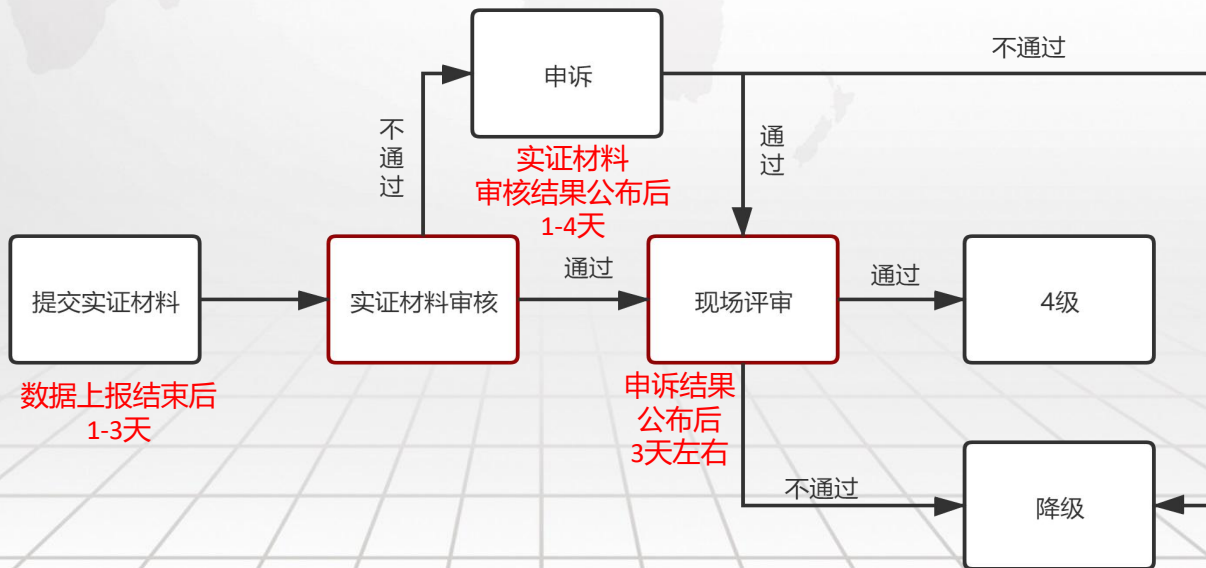 申诉
不通过
不
通
过
通
过
实证材料
审核结果公布后
1-4天
提交实证材料
实证材料审核
通过
现场评审
通过
4级
数据上报结束后
1-3天
申诉结果
公布后
3天左右
不通过
降级